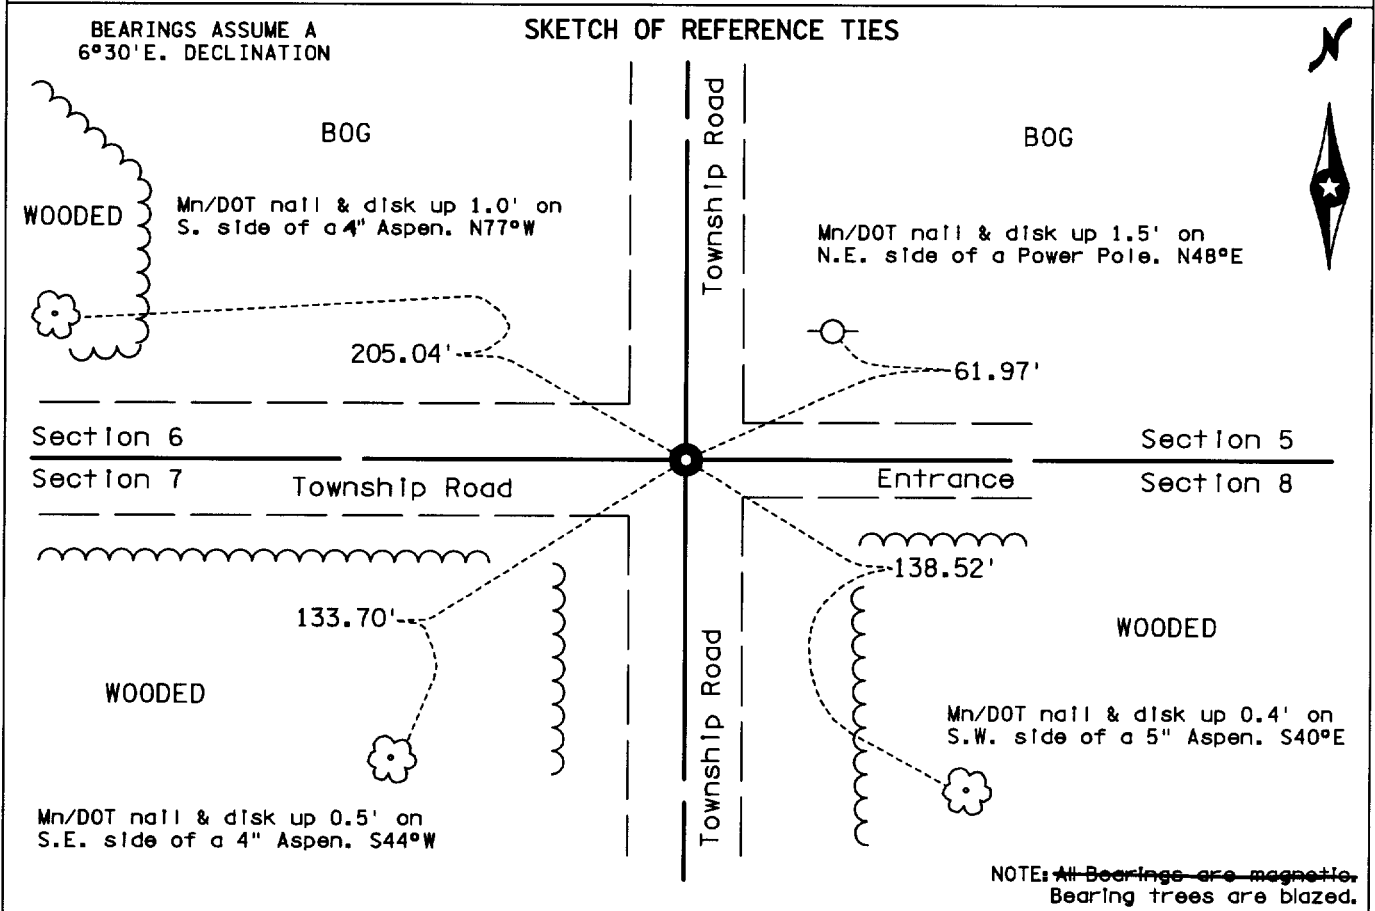 BEARINGS ASSUME A
6°30'E. DECLINATION
SKETCH OF REFERENCE TIES
N
BOG
BOG
Township Road
WOODED
Mn/DOT nail & disk up 1.0' on
S. side of a 4" Aspen. N77°W
Mn/DOT nail & disk up 1.5' on
N.E. side of a Power Pole. N48°E
205.04'
61.97'
Section 6
Section 5
Section 7
Township Road
Entrance
Section 8
138.52'
133.70'
WOODED
WOODED
Township Road
Mn/DOT nail & disk up 0.4' on
S.W. side of a 5" Aspen. S40°E
Mn/DOT nail & disk up 0.5' on
S.E. side of a 4" Aspen. S44°W
NOTE: All Bearings are magnetic.
Bearing trees are blazed.